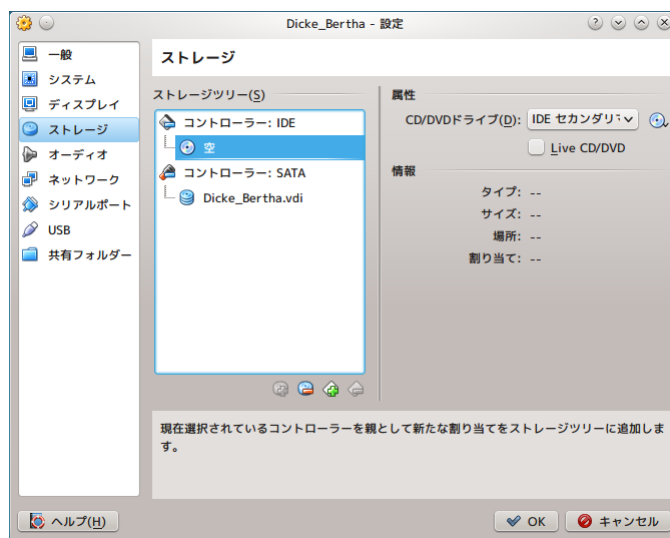 Dicke_Bertha - 設定
一般
システム
ディスプレイ
ストレージ
オーディオ
ネットワーク
シリアルポート
USB
共有フォルダー
ストレージ
ストレージツリー(S)
コントローラー: IDE
空
コントローラー: SATA
Dicke_Bertha.vdi
属性
CD/DVDドライブ(D): IDE セカンダリ
Live CD/DVD
情報
タイプ: --
サイズ: --
場所: --
割り当て: --
現在選択されているコントローラーを親として新たな割り当てをストレージツリーに追加しま
す。
ヘルプ(H)
OK
キャンセル